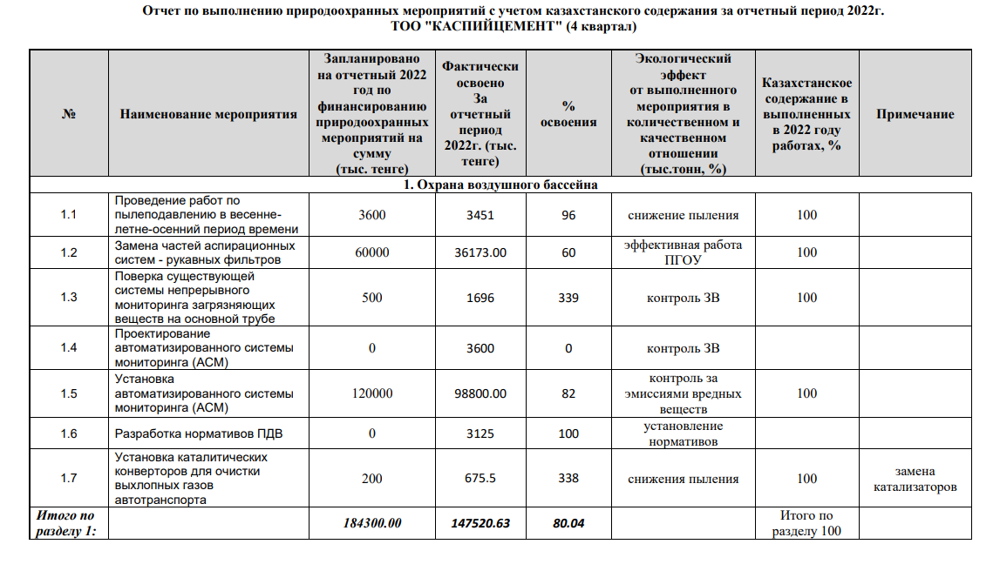 Отчет по выполнению природоохранных мероприятий с учетом казахстанского содержания за отчетный период 2022г.
ТОО "КАСПИЙЦЕМЕНТ" (4 квартал)
№
Наименование мероприятия
Запланировано
на отчетный 2022
год по
финансированию
природоохранных
мероприятий на
сумму
(тыс. тенге)
Фактически
освоено
За
отчетный
период
2022г. (тыс.
тенге)
%
освоения
Экологический
эффект
от выполненного
мероприятия в
количественном и
качественном
отношении
(тыс.тонн, %)
Казахстанское
содержание в
выполненных
в 2022 году
работах, %
Примечание
1. Охрана воздушного бассейна
1.1
Проведение работ по
пылеподавлению в весенне-
летне-осенний период времени
3600
3451
96
снижение пыления
100
1.2
Замена частей аспирационных
систем - рукавных фильтров
60000
36173.00
60
эффективная работа
ПГОУ
100
1.3
Поверка существующей
системы непрерывного
мониторинга загрязняющих
веществ на основной трубе
500
1696
339
контроль ЗВ
100
1.4
Проектирование
автоматизированного системы
мониторинга (АСМ)
0
3600
0
контроль ЗВ
1.5
Установка
автоматизированного системы
мониторинга (АСМ)
120000
98800.00
82
контроль за
эмиссиями вредных
веществ
100
1.6
Разработка нормативов ПДВ
0
3125
100
установление
нормативов
1.7
Установка каталитических
конверторов для очистки
выхлопных газов
автотранспорта
200
675.5
338
снижения пыления
100
замена
катализаторов
Итого по
разделу 1:
184300.00
147520.63
80.04
Итого по
разделу 100